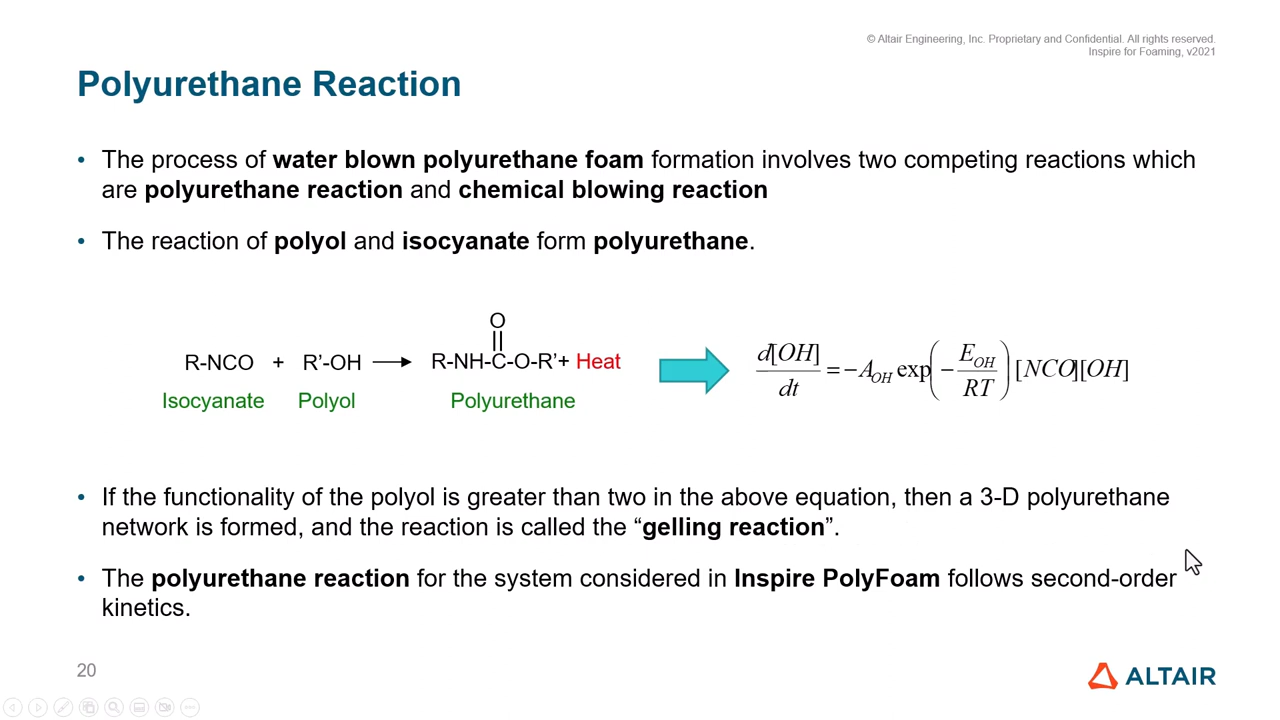 © Altair Engineering, Inc. Proprietary and Confidential. All rights reserved.
Inspire for Foaming, v2021
Polyurethane Reaction
• The process of water blown polyurethane foam formation involves two competing reactions which
are polyurethane reaction and chemical blowing reaction
• The reaction of polyol and isocyanate form polyurethane.
O
||
R-NCO + R’-OH ⟶ R-NH-C-O-R’+ Heat
Isocyanate Polyol Polyurethane
d[OH]/dt = −A_OH exp(−E_OH/RT)[NCO][OH]
• If the functionality of the polyol is greater than two in the above equation, then a 3-D polyurethane
network is formed, and the reaction is called the “gelling reaction”.
• The polyurethane reaction for the system considered in Inspire PolyFoam follows second-order
kinetics.
20
ALTAIR